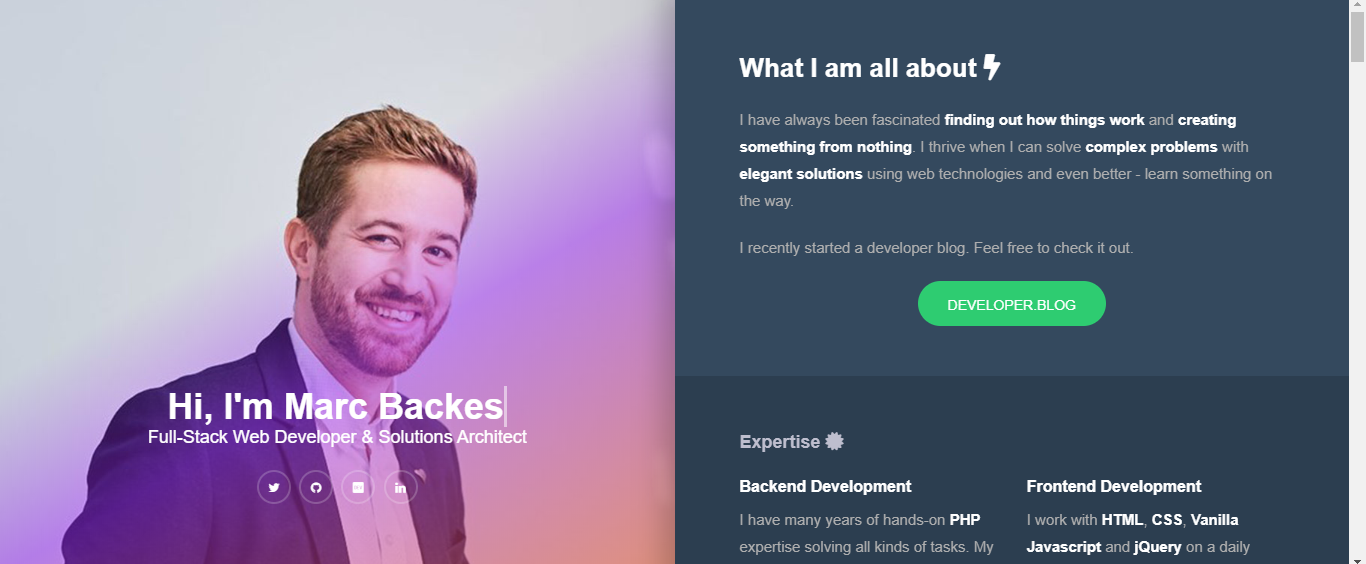 Hi, I'm Marc Backes
Full-Stack Web Developer & Solutions Architect
What I am all about
I have always been fascinated finding out how things work and creating
something from nothing. I thrive when I can solve complex problems with
elegant solutions using web technologies and even better - learn something on
the way.
I recently started a developer blog. Feel free to check it out.
DEVELOPER.BLOG
Expertise
Backend Development
I have many years of hands-on PHP
expertise solving all kinds of tasks. My
Frontend Development
I work with HTML, CSS, Vanilla
Javascript and jQuery on a daily